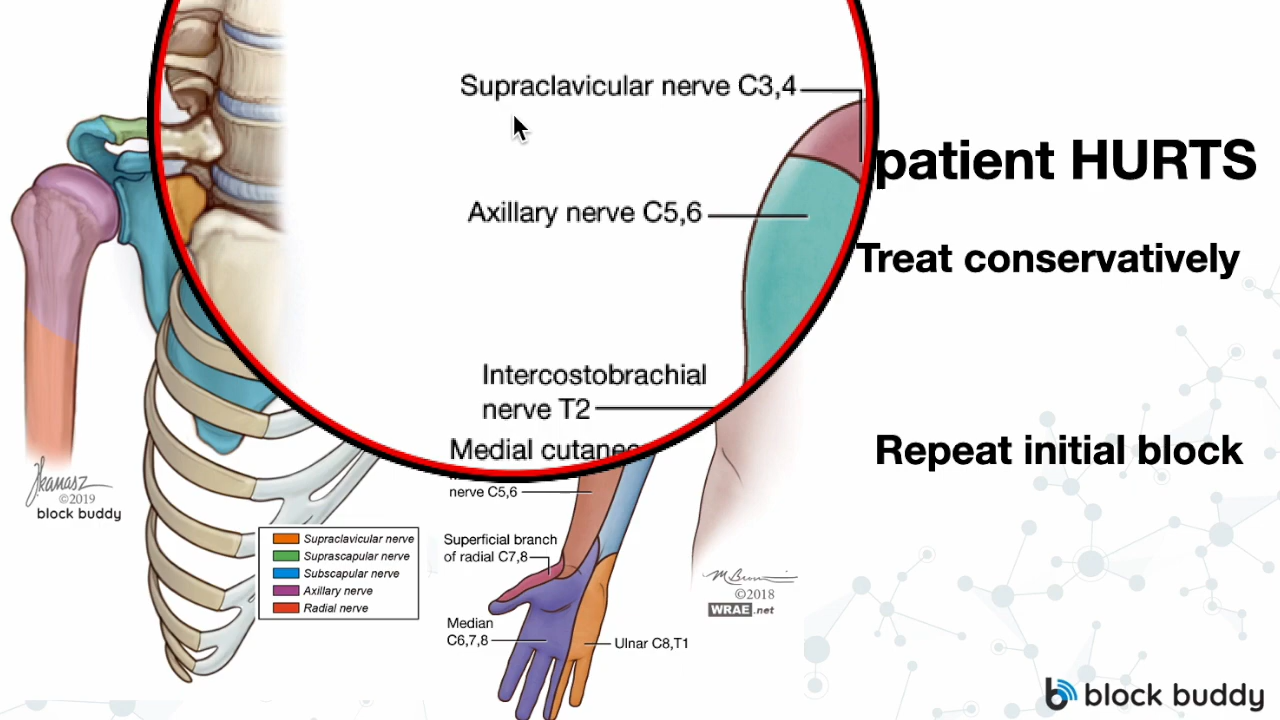 Supraclavicular nerve C3,4
patient HURTS
Axillary nerve C5,6
Treat conservatively
Intercostobrachial
nerve T2
Medial
Repeat initial block
nerve C5,6
©2019
block buddy
Supraclavicular nerve
Suprascapular nerve
Subscapular nerve
Axillary nerve
Radial nerve
Superficial branch
of radial C7,8
©2018
WRAE.net
Median
C6,7,8
Ulnar C8,T1
block buddy